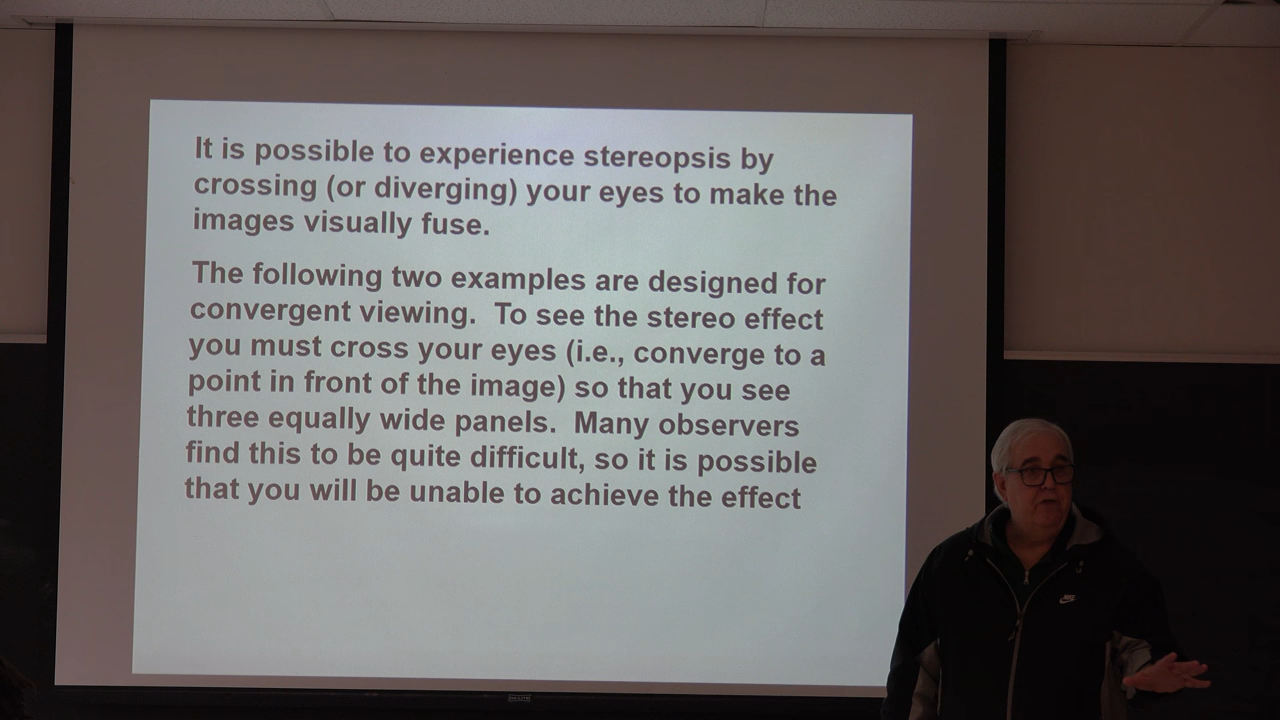 It is possible to experience stereopsis by
crossing (or diverging) your eyes to make the
images visually fuse.
The following two examples are designed for
convergent viewing.  To see the stereo effect
you must cross your eyes (i.e., converge to a
point in front of the image) so that you see
three equally wide panels.  Many observers
find this to be quite difficult, so it is possible
that you will be unable to achieve the effect